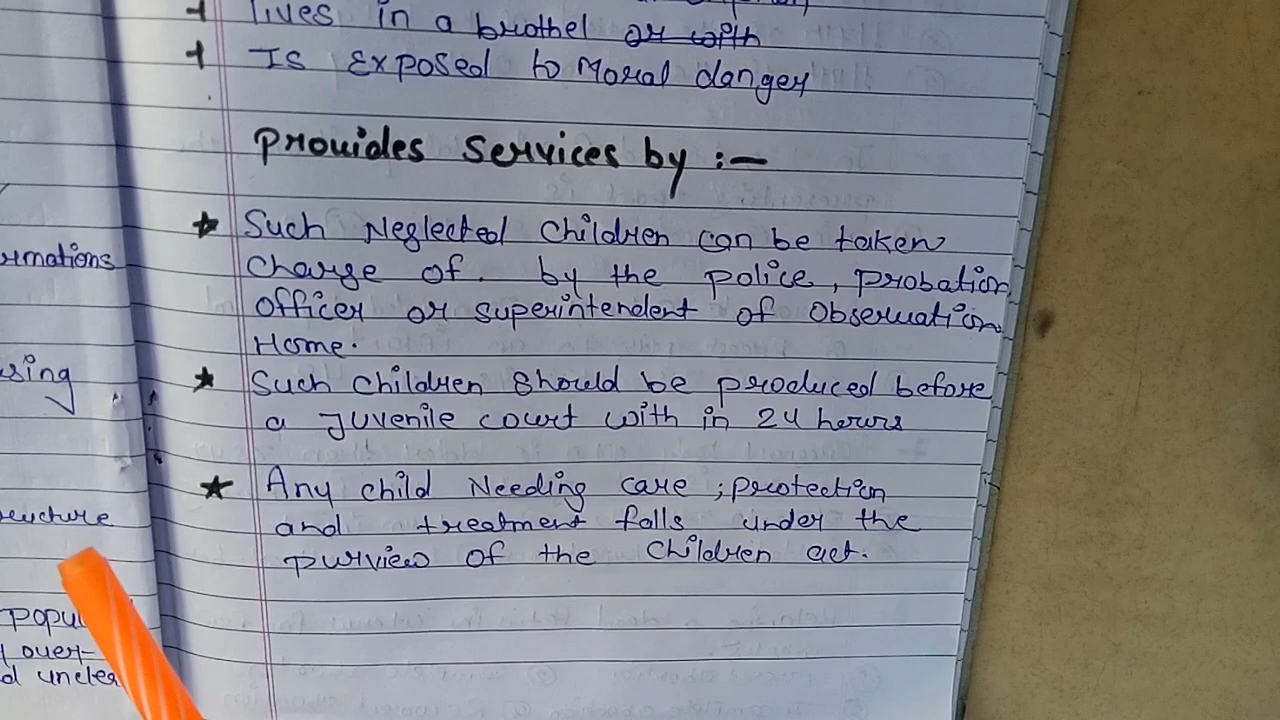 + lives in a brothel or with
+ Is exposed to Moral danger
Provides Services by :-
★ Such Neglected Children can be taken
Charge of. by the police, probation
officer or superintendent of Observation
Home.
★ Such children should be produced before
a Juvenile court with in 24 hours
★ Any child Needing care ; protection
and treatment falls under the
purview of the Children act.
rmations
sing
ructure
popu
over-
d under